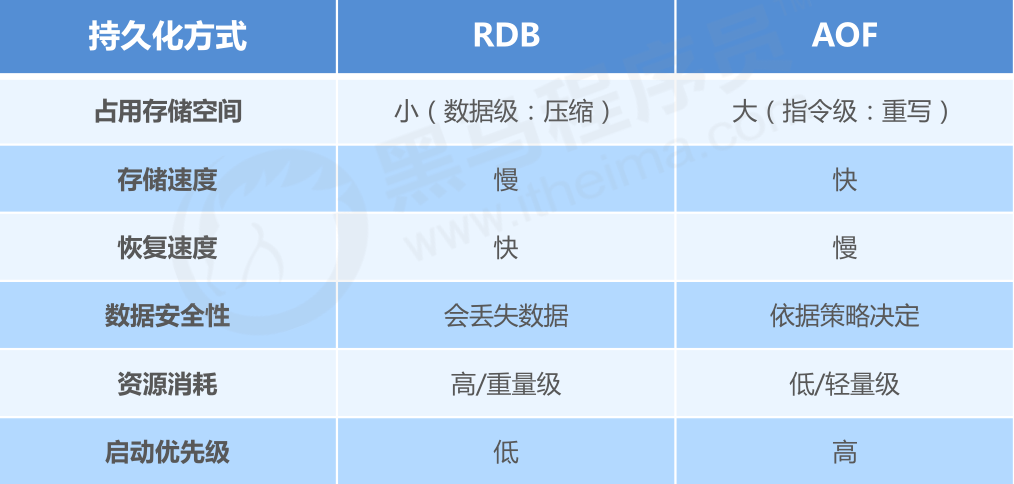 持久化方式 RDB AOF
占用存储空间 小（数据级：压缩） 大（指令级：重写）
存储速度 慢 快
恢复速度 快 慢
数据安全性 会丢失数据 依据策略决定
资源消耗 高/重量级 低/轻量级
启动优先级 低 高
黑马程序员
www.itheima.com